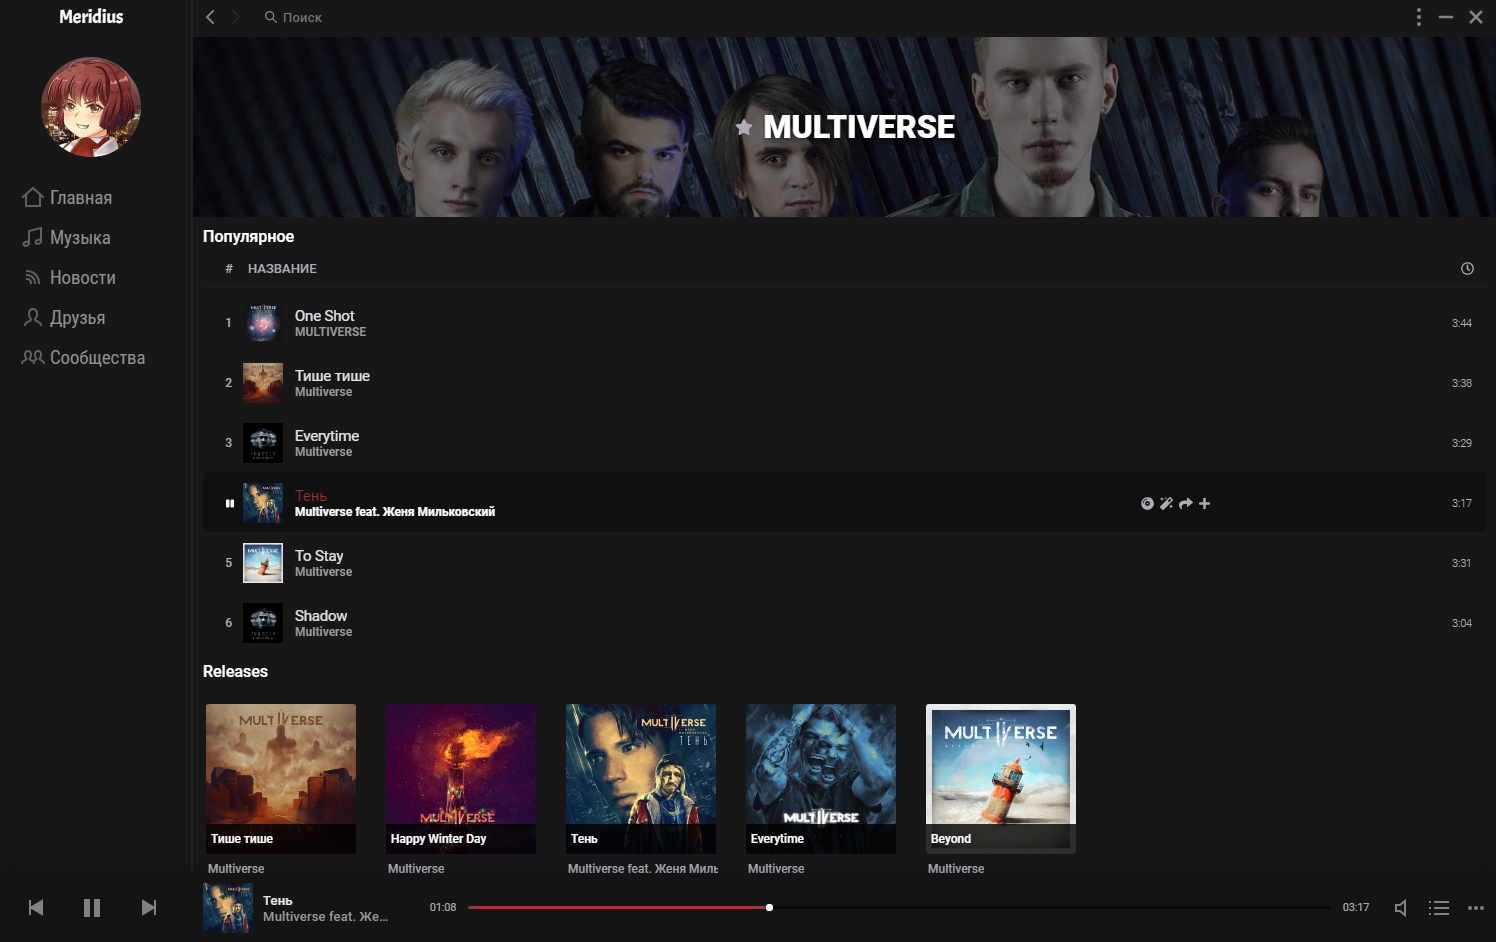 Meridius
Поиск
Главная
Музыка
Новости
Друзья
Сообщества
MULTIVERSE
Популярное
# НАЗВАНИЕ
1 One Shot 3:44
MULTIVERSE
2 Тише тише 3:38
Multiverse
3 Everytime 3:29
Multiverse
Тень 3:17
Multiverse feat. Женя Мильковский
5 To Stay 3:31
Multiverse
6 Shadow 3:04
Multiverse
Releases
MULTIVERSE
Тише тише
Multiverse
MULTIVERSE
Happy Winter Day
Multiverse
MULTIVERSE
ТЕНЬ
Тень
Multiverse feat. Женя Миль
MULTIVERSE
Everytime
Multiverse
MULTIVERSE
Beyond
Multiverse
Тень
Multiverse feat. Же...
01:08
03:17